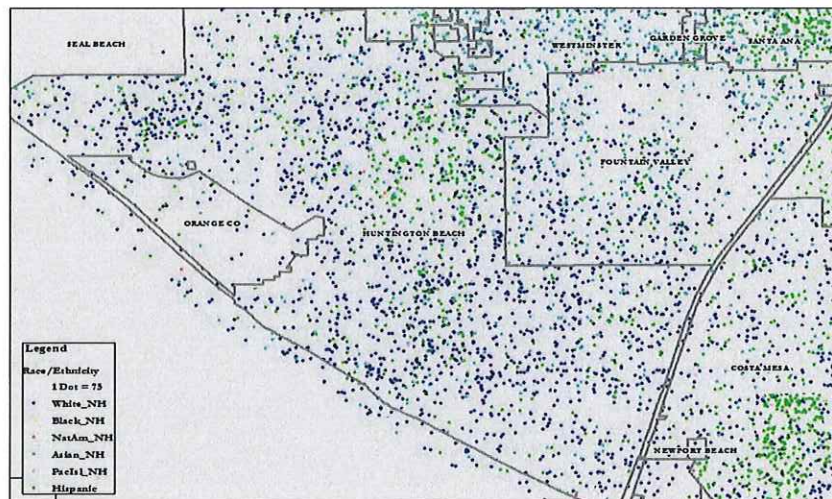 SEAL BEACH
WESTMINSTER
GARDEN GROVE
SANTA ANA
FOUNTAIN VALLEY
ORANGE CO
HUNTINGTON BEACH
COSTA MESA
NEWPORT BEACH
Legend
Race/Ethnicity
1 Dot = 75
White_NH
Black_NH
NatAm_NH
Asian_NH
PacIsl_NH
Hispanic